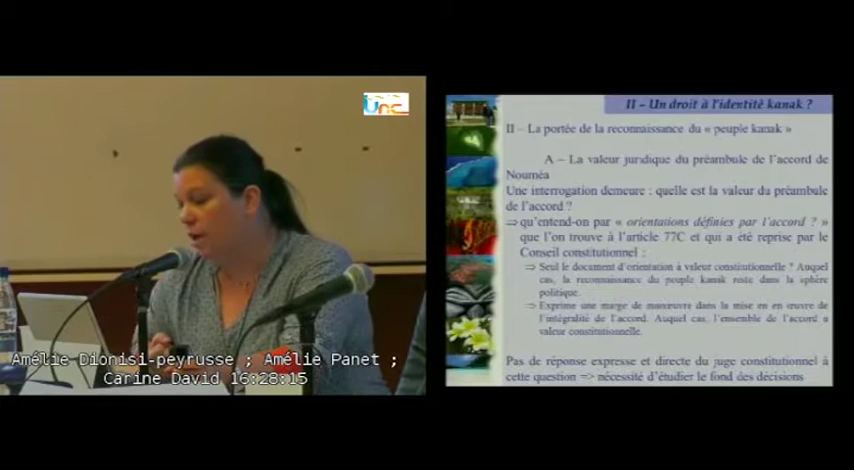 Unc
Amélie Dionisi-peyrusse ; Amélie Panet ;
Carine David 16:28:15
II – Un droit à l'identité kanak ?
II – La portée de la reconnaissance du « peuple kanak »
A – La valeur juridique du préambule de l'accord de
Nouméa
Une interrogation demeure : quelle est la valeur du préambule
de l'accord ?
⇒ qu'entend-on par « orientations définies par l'accord ? »
que l'on trouve à l'article 77C et qui a été reprise par le
Conseil constitutionnel :
⇒ Seul le document d'orientation à valeur constitutionnelle ? Auquel
cas, la reconnaissance du peuple kanak reste dans la sphère
politique.
⇒ Exprime une marge de manœuvre dans la mise en en œuvre de
l'intégralité de l'accord. Auquel cas, l'ensemble de l'accord a
valeur constitutionnelle.
Pas de réponse expresse et directe du juge constitutionnel à
cette question => nécessité d'étudier le fond des décisions